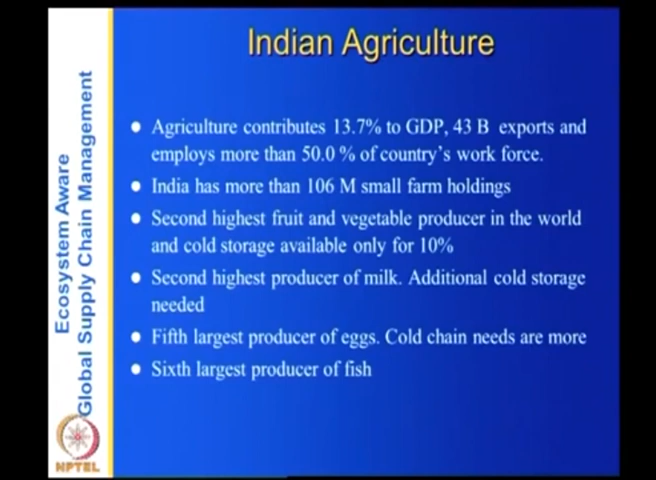 Indian Agriculture
Agriculture contributes 13.7% to GDP, 43 B exports and
employs more than 50.0 % of country's work force.
India has more than 106 M small farm holdings
Second highest fruit and vegetable producer in the world
and cold storage available only for 10%
Second highest producer of milk. Additional cold storage
needed
Fifth largest producer of eggs. Cold chain needs are more
Sixth largest producer of fish
Ecosystem Aware
Global Supply Chain Management
NPTEL